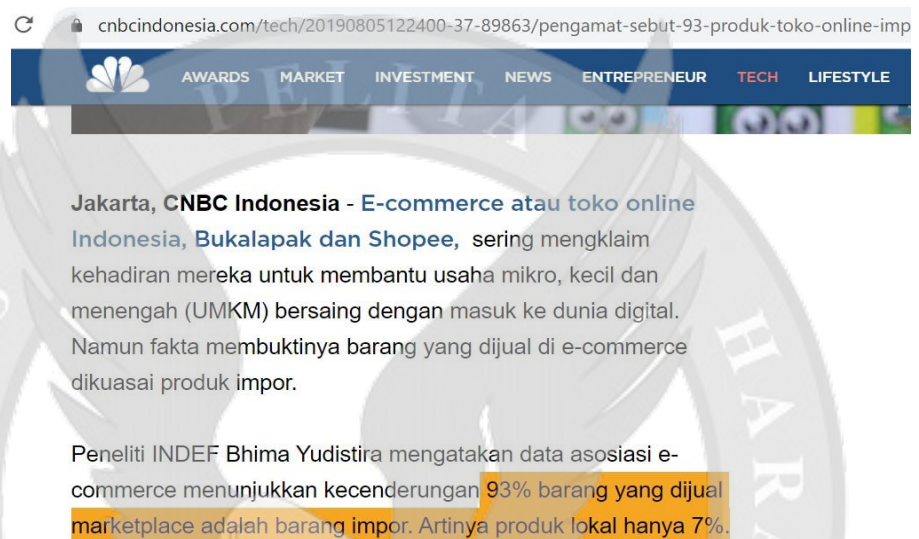 cnbcindonesia.com/tech/20190805122400-37-89863/pengamat-sebut-93-produk-toko-online-imp
AWARDS MARKET INVESTMENT NEWS ENTREPRENEUR TECH LIFESTYLE
PELITA
Jakarta, CNBC Indonesia - E-commerce atau toko online
Indonesia, Bukalapak dan Shopee, sering mengklaim
kehadiran mereka untuk membantu usaha mikro, kecil dan
menengah (UMKM) bersaing dengan masuk ke dunia digital.
Namun fakta membuktinya barang yang dijual di e-commerce
dikuasai produk impor.
HARA
Peneliti INDEF Bhima Yudistira mengatakan data asosiasi e-
commerce menunjukkan kecenderungan 93% barang yang dijual
marketplace adalah barang impor. Artinya produk lokal hanya 7%.